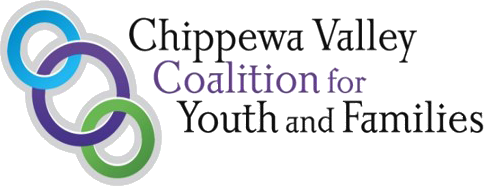 Chippewa Valley
Coalition for
Youth and Families